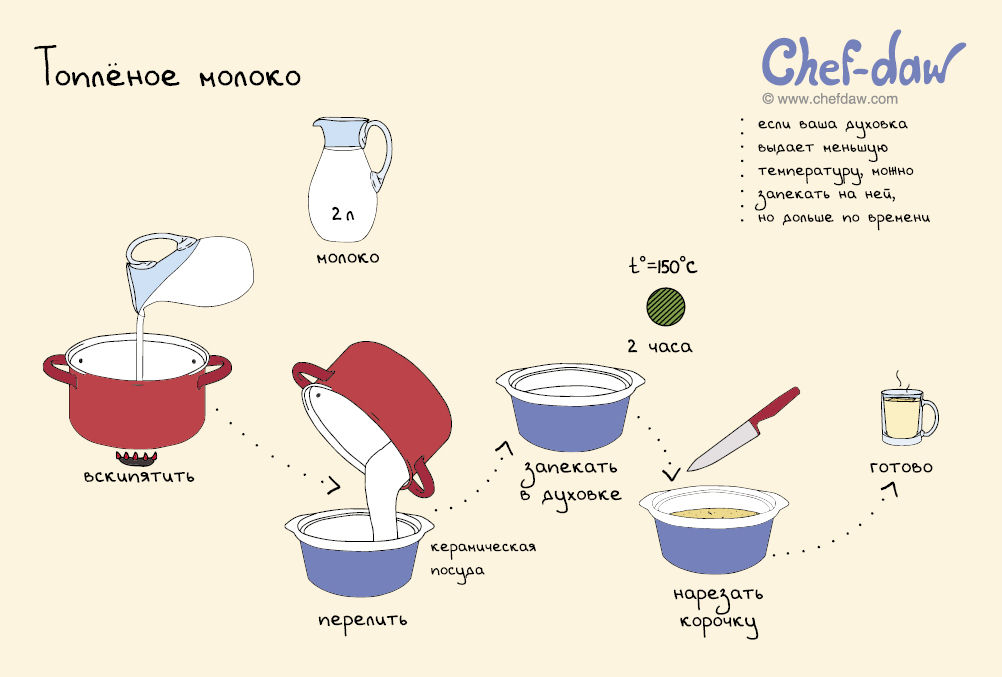 Топлёное молоко
Chef-daw
© www.chefdaw.com
если ваша духовка
выдает меньшую
температуру, можно
запекать на ней,
но дольше по времени
2 л
молоко
t°=150°C
2 часа
вскипятить
перелить
керамическая
посуда
запекать
в духовке
нарезать
корочку
готово